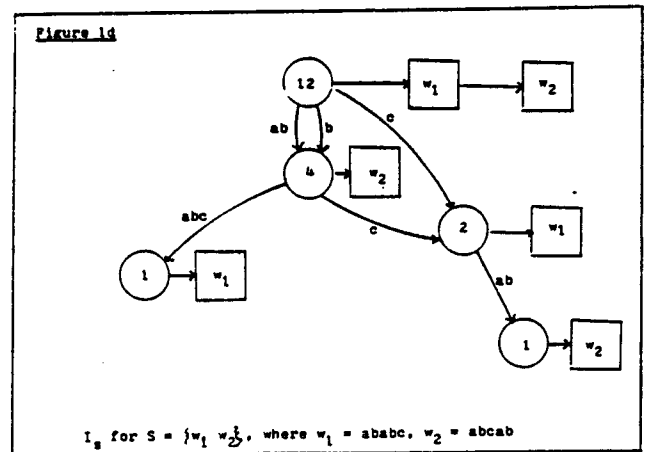 Figure 1d
12 w1 w2
c
ab b
4 w2
abc c 2 w1
1 w1 ab
1 w2
I_s for S = {w1 w2}, where w1 = ababc, w2 = abcab